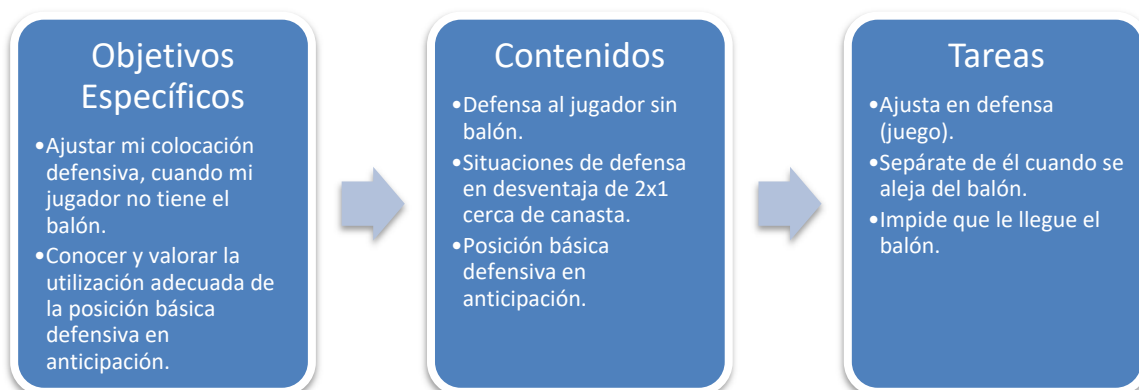 Objetivos
Específicos
•Ajustar mi colocación
defensiva, cuando mi
jugador no tiene el
balón.
•Conocer y valorar la
utilización adecuada de
la posición básica
defensiva en
anticipación.
Contenidos
•Defensa al jugador sin
balón.
•Situaciones de defensa
en desventaja de 2x1
cerca de canasta.
•Posición básica
defensiva en
anticipación.
Tareas
•Ajusta en defensa
(juego).
•Sepárate de él cuando se
aleja del balón.
•Impide que le llegue el
balón.